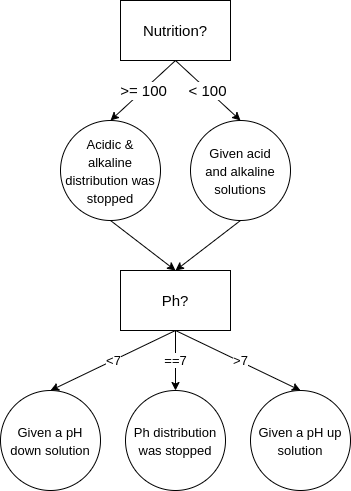 Nutrition?
>= 100
< 100
Acidic &
alkaline
distribution was
stopped
Given acid
and alkaline
solutions
Ph?
<7
==7
>7
Given a pH
down solution
Ph distribution
was stopped
Given a pH up
solution